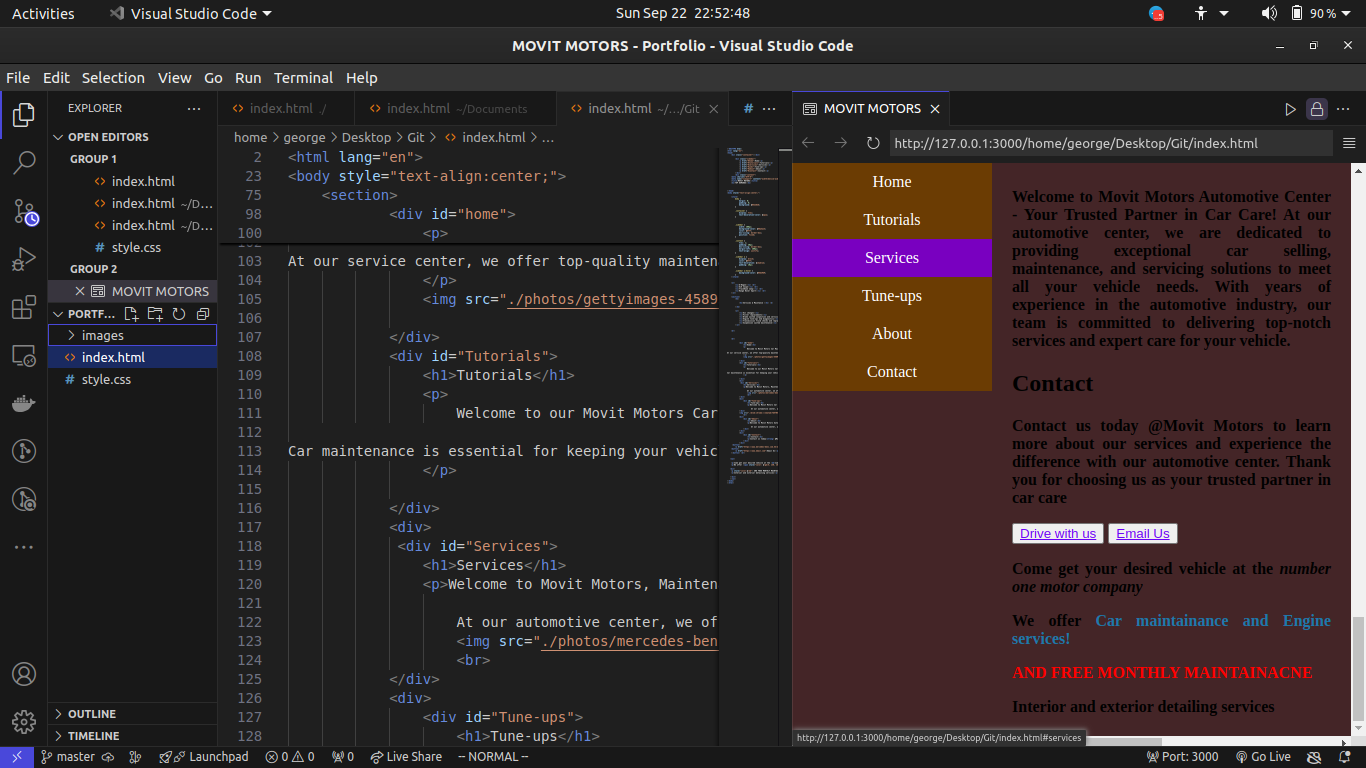 Activities
Visual Studio Code
Sun Sep 22 22:52:48
90 %
MOVIT MOTORS - Portfolio - Visual Studio Code
File Edit Selection View Go Run Terminal Help
EXPLORER
OPEN EDITORS
GROUP 1
index.html
index.html ~/D...
index.html ~/D...
style.css
GROUP 2
MOVIT MOTORS
PORTF...
images
index.html
style.css
OUTLINE
TIMELINE
index.html ./
index.html ~/Documents
index.html ~/.../Git
home > george > Desktop > Git > index.html > ...
2 <html lang="en">
23 <body style="text-align:center;">
75 <section>
98 <div id="home">
100 <p>
102
103 At our service center, we offer top-quality mainten
104 </p>
105 <img src="./photos/gettyimages-4589
106
107 </div>
108 <div id="Tutorials">
109 <h1>Tutorials</h1>
110 <p>
111 Welcome to our Movit Motors Car
112
113 Car maintenance is essential for keeping your vehic
114 </p>
115
116 </div>
117 <div>
118 <div id="Services">
119 <h1>Services</h1>
120 <p>Welcome to Movit Motors, Mainten
121
122 At our automotive center, we of
123 <img src="./photos/mercedes-ben
124 <br>
125 </div>
126 <div>
127 <div id="Tune-ups">
128 <h1>Tune-ups</h1>
MOVIT MOTORS
http://127.0.0.1:3000/home/george/Desktop/Git/index.html
Home
Tutorials
Services
Tune-ups
About
Contact
Welcome to Movit Motors Automotive Center
- Your Trusted Partner in Car Care! At our
automotive center, we are dedicated to
providing exceptional car selling,
maintenance, and servicing solutions to meet
all your vehicle needs. With years of
experience in the automotive industry, our
team is committed to delivering top-notch
services and expert care for your vehicle.
Contact
Contact us today @Movit Motors to learn
more about our services and experience the
difference with our automotive center. Thank
you for choosing us as your trusted partner in
car care
Drive with us
Email Us
Come get your desired vehicle at the number
one motor company
We offer Car maintainance and Engine
services!
AND FREE MONTHLY MAINTAINACNE
Interior and exterior detailing services
http://127.0.0.1:3000/home/george/Desktop/Git/index.html#services
master
Launchpad
0
0
0
Live Share
-- NORMAL --
Port: 3000
Go Live